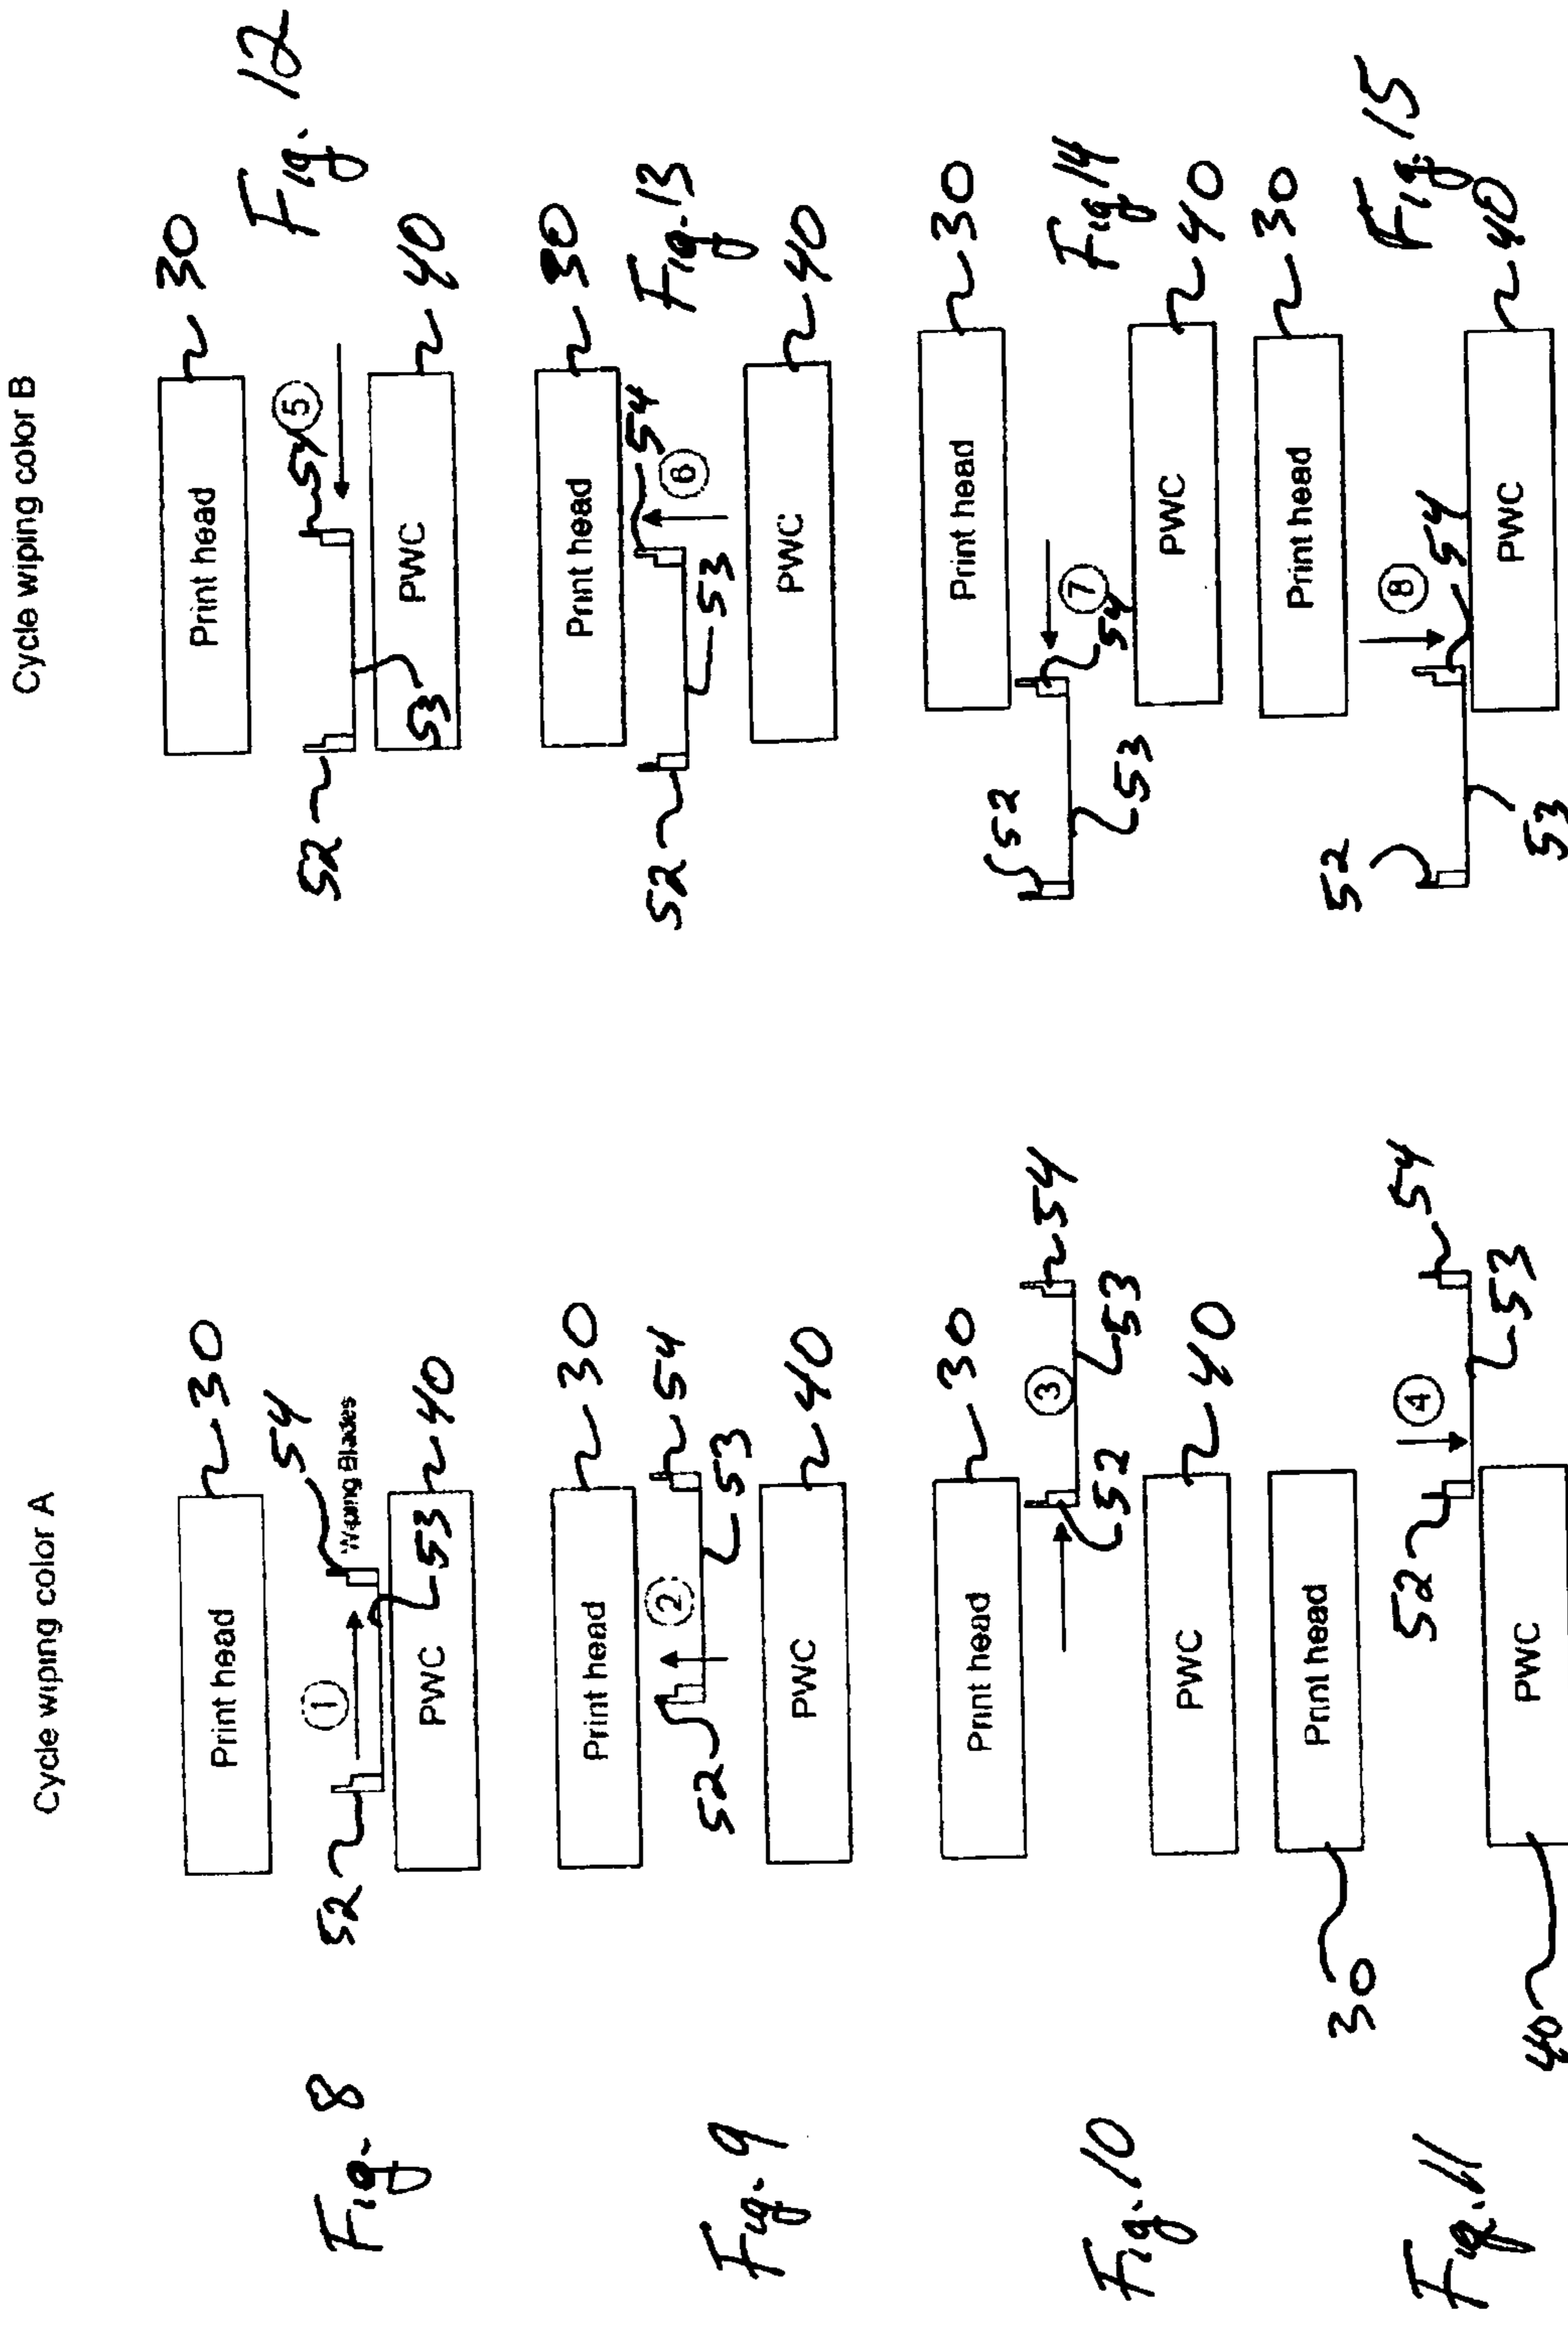 Cycle wiping color A
Print head
30
1
52
54
Wiping Blades
53
PWC
40
Fig. 8
Print head
30
2
52
54
53
PWC
40
Fig. 9
Print head
30
3
52
54
53
PWC
40
Fig. 10
Print head
30
4
52
54
53
PWC
40
Fig. 11
Cycle wiping color B
Print head
30
Fig. 12
54
5
52
53
PWC
40
Print head
30
Fig. 13
54
6
52
53
PWC
40
Print head
30
Fig 14
7
52
54
53
PWC
40
Print head
30
Fig. 15
8
52
54
53
PWC
40